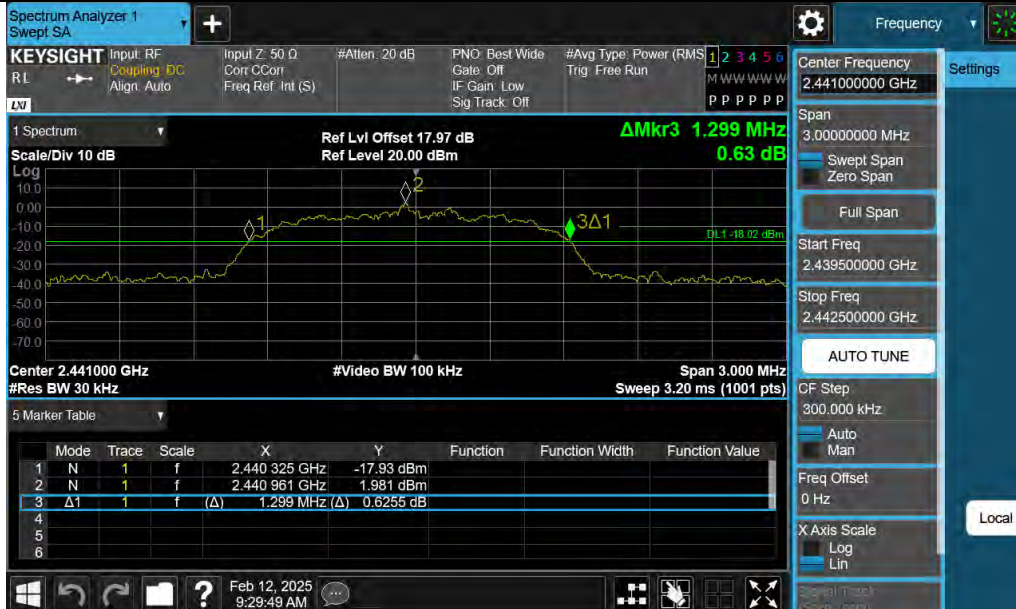 Spectrum Analyzer 1
Swept SA
+
Frequency
KEYSIGHT
RL
LXI
Input: RF
Coupling: DC
Align: Auto
Input Z: 50 Ω
Corr CCorr
Freq Ref: Int (S)
#Atten: 20 dB
PNO: Best Wide
Gate: Off
IF Gain: Low
Sig Track: Off
#Avg Type: Power (RMS
Trig: Free Run
1 2 3 4 5 6
M W W W W W
P P P P P P
1 Spectrum
Scale/Div 10 dB
Log
Ref Lvl Offset 17.97 dB
Ref Level 20.00 dBm
ΔMkr3 1.299 MHz
0.63 dB
10.0
0.00
-10.0
-20.0
-30.0
-40.0
-50.0
-60.0
-70.0
1
2
3Δ1
DL1 -18.02 dBm
Center 2.441000 GHz
#Video BW 100 kHz
Span 3.000 MHz
#Res BW 30 kHz
Sweep 3.20 ms (1001 pts)
5 Marker Table
Mode Trace Scale X Y Function Function Width Function Value
1 N 1 f 2.440 325 GHz -17.93 dBm
2 N 1 f 2.440 961 GHz 1.981 dBm
3 Δ1 1 f (Δ) 1.299 MHz (Δ) 0.6255 dB
4
5
6
?
Feb 12, 2025
9:29:49 AM
Center Frequency
2.441000000 GHz
Span
3.00000000 MHz
Swept Span
Zero Span
Full Span
Start Freq
2.439500000 GHz
Stop Freq
2.442500000 GHz
AUTO TUNE
CF Step
300.000 kHz
Auto
Man
Freq Offset
0 Hz
X Axis Scale
Log
Lin
Signal Track
Settings
Local